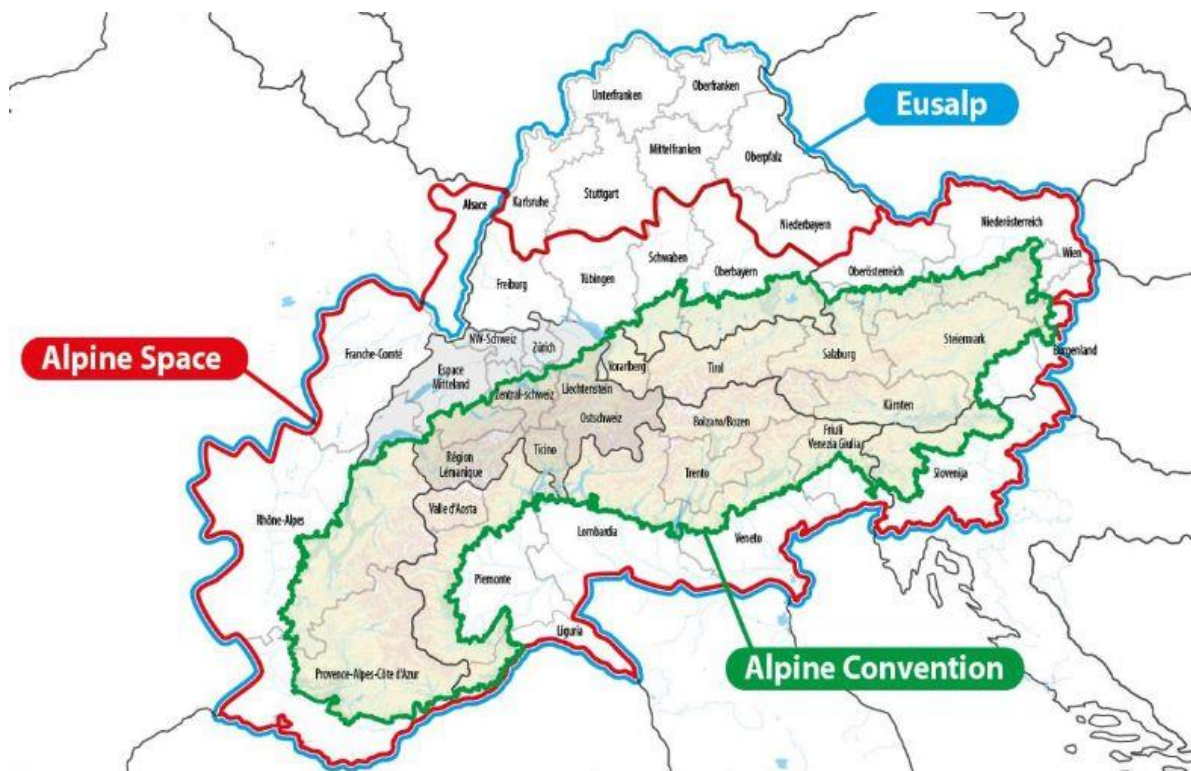 Unterfranken
Oberfranken
Eusalp
Mittelfranken
Oberpfalz
Alsace
Karlsruhe
Stuttgart
Niederbayern
Niederösterreich
Wien
Schwaben
Oberbayern
Oberösterreich
Freiburg
Tübingen
Alpine Space
Franche-Comté
NW-Schweiz
Zürich
Espace
Mitteland
Vorarlberg
Tirol
Salzburg
Steiermark
Burgenland
Zentral-schweiz
Liechtenstein
Ostschweiz
Kärnten
Bolzano/Bozen
Friuli
Venezia Giulia
Région
Lémanique
Ticino
Trento
Slovenija
Valle d'Aosta
Rhône-Alpes
Lombardia
Veneto
Piemonte
Liguria
Provence-Alpes-Côte d'Azur
Alpine Convention